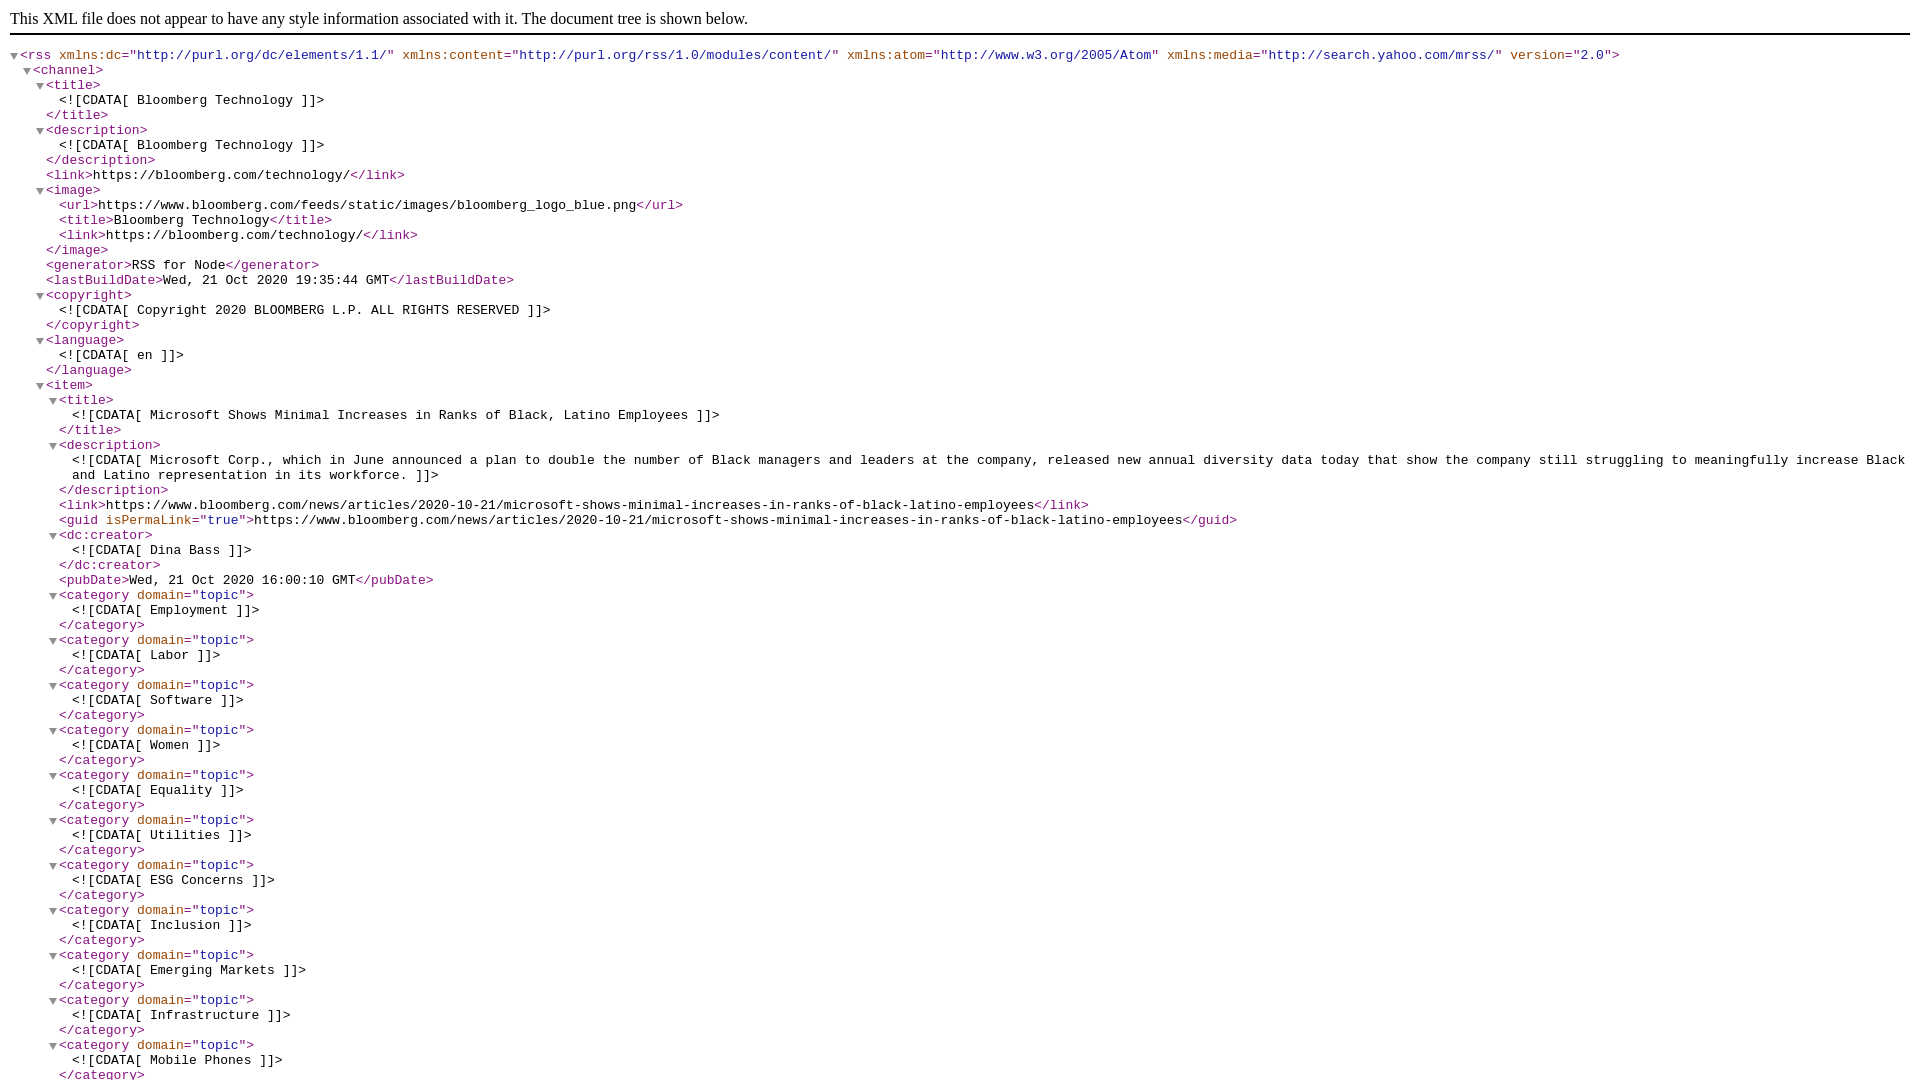 This XML file does not appear to have any style information associated with it. The document tree is shown below.
<rss xmlns:dc="http://purl.org/dc/elements/1.1/" xmlns:content="http://purl.org/rss/1.0/modules/content/" xmlns:atom="http://www.w3.org/2005/Atom" xmlns:media="http://search.yahoo.com/mrss/" version="2.0">
<channel>
<title>
<![CDATA[ Bloomberg Technology ]]>
</title>
<description>
<![CDATA[ Bloomberg Technology ]]>
</description>
<link>https://bloomberg.com/technology/</link>
<image>
<url>https://www.bloomberg.com/feeds/static/images/bloomberg_logo_blue.png</url>
<title>Bloomberg Technology</title>
<link>https://bloomberg.com/technology/</link>
</image>
<generator>RSS for Node</generator>
<lastBuildDate>Wed, 21 Oct 2020 19:35:44 GMT</lastBuildDate>
<copyright>
<![CDATA[ Copyright 2020 BLOOMBERG L.P. ALL RIGHTS RESERVED ]]>
</copyright>
<language>
<![CDATA[ en ]]>
</language>
<item>
<title>
<![CDATA[ Microsoft Shows Minimal Increases in Ranks of Black, Latino Employees ]]>
</title>
<description>
<![CDATA[ Microsoft Corp., which in June announced a plan to double the number of Black managers and leaders at the company, released new annual diversity data today that show the company still struggling to meaningfully increase Black
and Latino representation in its workforce. ]]>
</description>
<link>https://www.bloomberg.com/news/articles/2020-10-21/microsoft-shows-minimal-increases-in-ranks-of-black-latino-employees</link>
<guid isPermaLink="true">https://www.bloomberg.com/news/articles/2020-10-21/microsoft-shows-minimal-increases-in-ranks-of-black-latino-employees</guid>
<dc:creator>
<![CDATA[ Dina Bass ]]>
</dc:creator>
<pubDate>Wed, 21 Oct 2020 16:00:10 GMT</pubDate>
<category domain="topic">
<![CDATA[ Employment ]]>
</category>
<category domain="topic">
<![CDATA[ Labor ]]>
</category>
<category domain="topic">
<![CDATA[ Software ]]>
</category>
<category domain="topic">
<![CDATA[ Women ]]>
</category>
<category domain="topic">
<![CDATA[ Equality ]]>
</category>
<category domain="topic">
<![CDATA[ Utilities ]]>
</category>
<category domain="topic">
<![CDATA[ ESG Concerns ]]>
</category>
<category domain="topic">
<![CDATA[ Inclusion ]]>
</category>
<category domain="topic">
<![CDATA[ Emerging Markets ]]>
</category>
<category domain="topic">
<![CDATA[ Infrastructure ]]>
</category>
<category domain="topic">
<![CDATA[ Mobile Phones ]]>
</category>